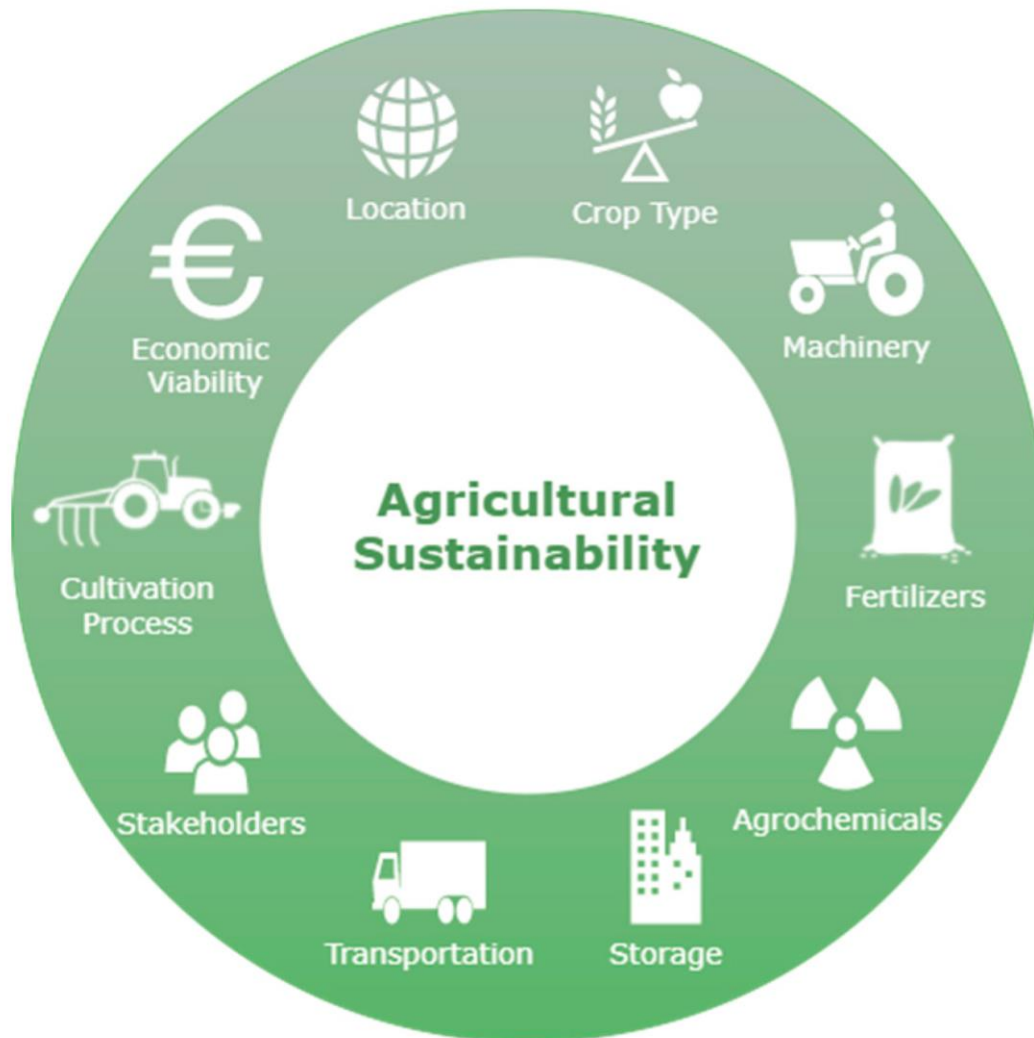 Location
Crop Type
Machinery
Fertilizers
Agrochemicals
Storage
Transportation
Stakeholders
Cultivation
Process
Economic
Viability
Agricultural
Sustainability